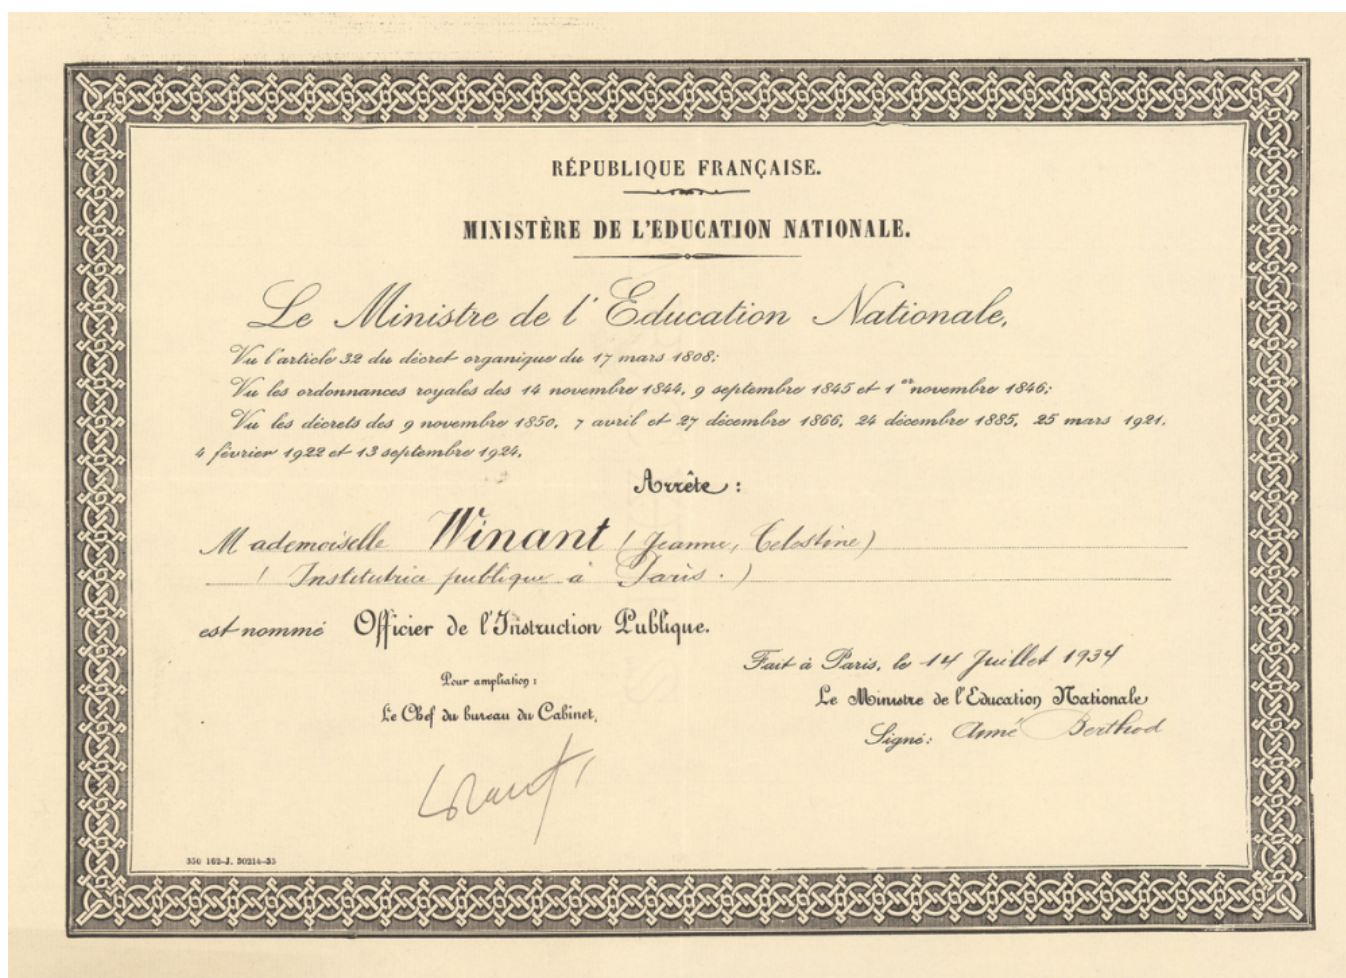 RÉPUBLIQUE FRANÇAISE.
MINISTÈRE DE L'ÉDUCATION NATIONALE.
Le Ministre de l'Education Nationale,
Vu l'article 32 du décret organique du 17 mars 1808;
Vu les ordonnances royales des 14 novembre 1844, 9 septembre 1845 et 1er novembre 1846;
Vu les décrets des 9 novembre 1850, 7 avril et 27 décembre 1866, 24 décembre 1885, 25 mars 1921,
4 février 1922 et 13 septembre 1924,
Arrête :
Mademoiselle Winant (Jeanne, Celestine)
(Institutrice publique à Paris.)
est nommé Officier de l'Instruction Publique.
Fait à Paris, le 14 Juillet 1934
Pour ampliation :
Le Ministre de l'Education Nationale
Le Chef du bureau du Cabinet,
Signé: Aimé Berthod
350 162-J. 50214-33